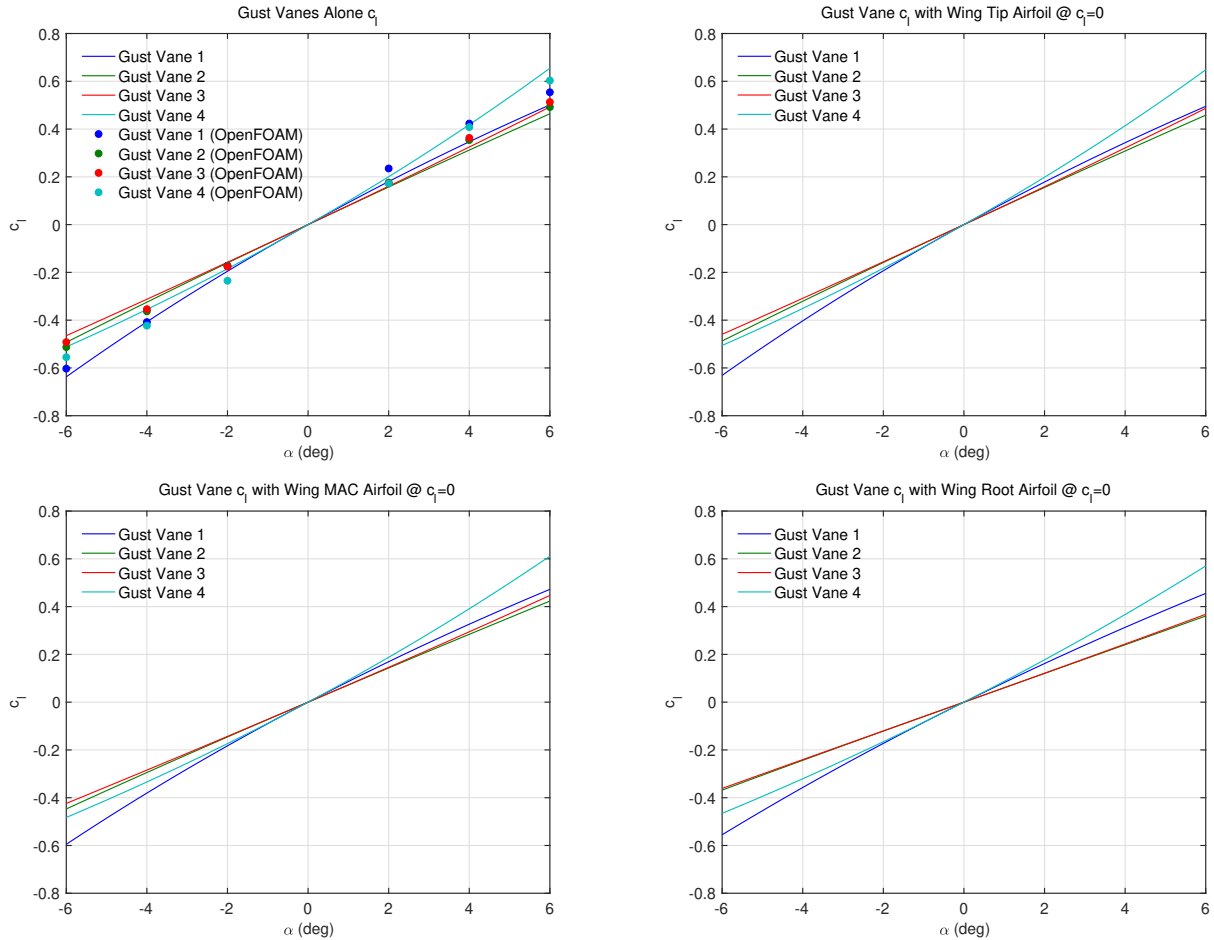 Gust Vanes Alone c_l
0.8
0.6
0.4
0.2
0
-0.2
-0.4
-0.6
-0.8
c_l
Gust Vane 1
Gust Vane 2
Gust Vane 3
Gust Vane 4
Gust Vane 1 (OpenFOAM)
Gust Vane 2 (OpenFOAM)
Gust Vane 3 (OpenFOAM)
Gust Vane 4 (OpenFOAM)
-6 -4 -2 0 2 4 6
α (deg)
Gust Vane c_l with Wing Tip Airfoil @ c_l=0
0.8
0.6
0.4
0.2
0
-0.2
-0.4
-0.6
-0.8
c_l
Gust Vane 1
Gust Vane 2
Gust Vane 3
Gust Vane 4
-6 -4 -2 0 2 4 6
α (deg)
Gust Vane c_l with Wing MAC Airfoil @ c_l=0
0.8
0.6
0.4
0.2
0
-0.2
-0.4
-0.6
-0.8
c_l
Gust Vane 1
Gust Vane 2
Gust Vane 3
Gust Vane 4
-6 -4 -2 0 2 4 6
α (deg)
Gust Vane c_l with Wing Root Airfoil @ c_l=0
0.8
0.6
0.4
0.2
0
-0.2
-0.4
-0.6
-0.8
c_l
Gust Vane 1
Gust Vane 2
Gust Vane 3
Gust Vane 4
-6 -4 -2 0 2 4 6
α (deg)